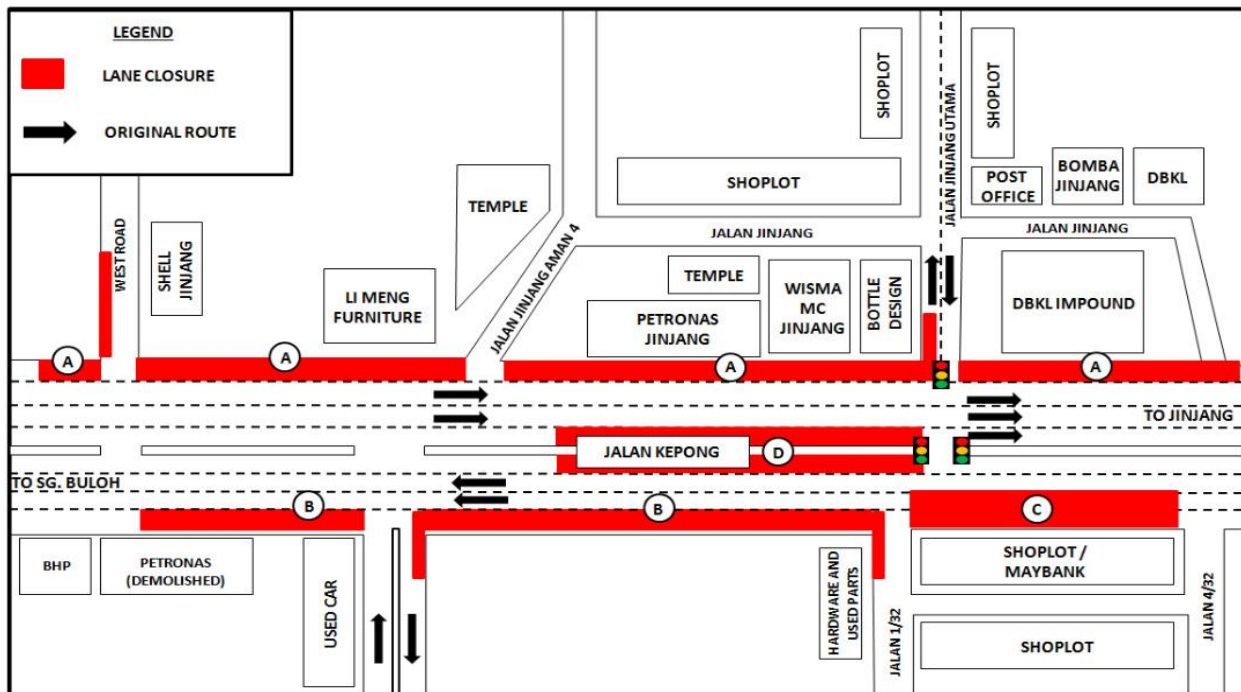 LEGEND
LANE CLOSURE
ORIGINAL ROUTE
SHOPLOT
JALAN JINJANG UTAMA
SHOPLOT
POST
OFFICE
BOMBA
JINJANG
DBKL
TEMPLE
SHOPLOT
WEST ROAD
SHELL
JINJANG
JALAN JINJANG AMAN 4
JALAN JINJANG
JALAN JINJANG
LI MENG
FURNITURE
TEMPLE
PETRONAS
JINJANG
WISMA
MC
JINJANG
BOTTLE
DESIGN
DBKL IMPOUND
A
A
A
A
TO JINJANG
JALAN KEPONG
D
TO SG. BULOH
B
B
C
BHP
PETRONAS
(DEMOLISHED)
USED CAR
HARDWARE AND
USED PARTS
JALAN 1/32
SHOPLOT /
MAYBANK
SHOPLOT
JALAN 4/32